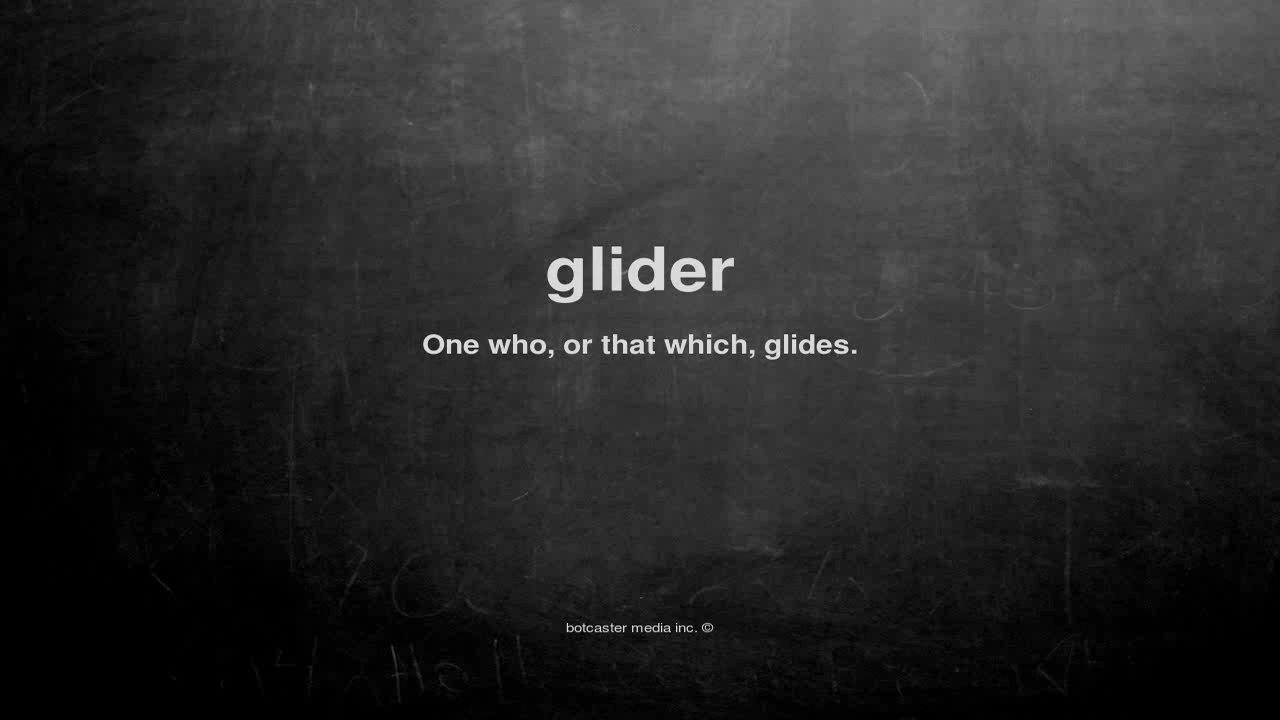 glider
One who, or that which, glides.
botcaster media inc. ©